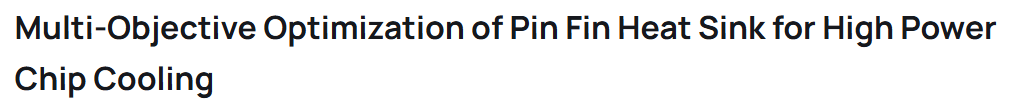 Multi-Objective Optimization of Pin Fin Heat Sink for High Power
Chip Cooling